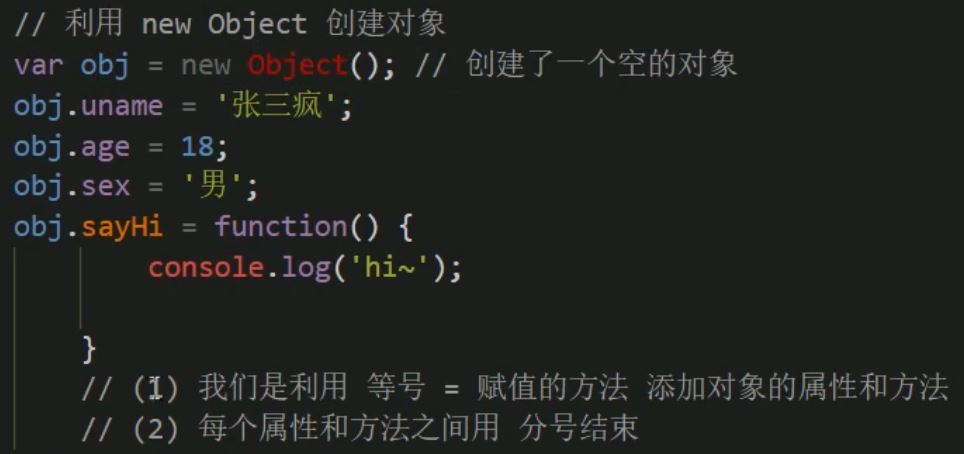 // 利用 new Object 创建对象
var obj = new Object(); // 创建了一个空的对象
obj.uname = '张三疯';
obj.age = 18;
obj.sex = '男';
obj.sayHi = function() {
console.log('hi~');
}
// (1) 我们是利用 等号 = 赋值的方法 添加对象的属性和方法
// (2) 每个属性和方法之间用 分号结束